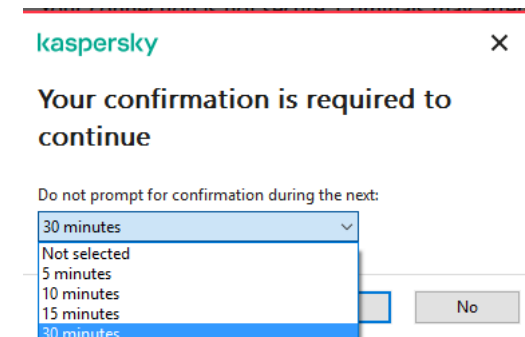 kaspersky
Your confirmation is required to
continue
Do not prompt for confirmation during the next:
30 minutes
Not selected
5 minutes
10 minutes
15 minutes
30 minutes
No